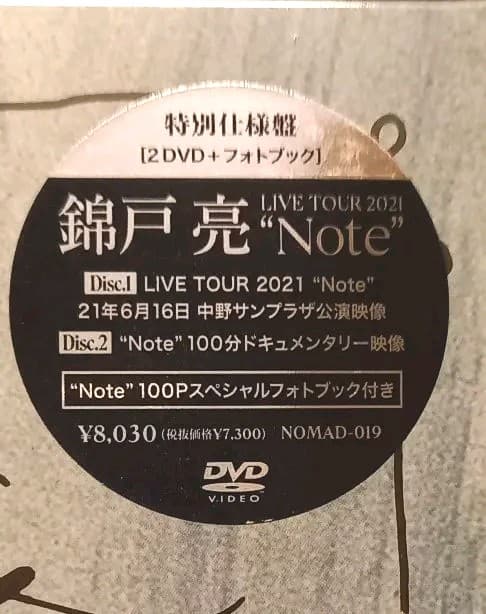 特別仕様盤
[2DVD+フォトブック]
錦戸 亮 LIVE TOUR 2021 “Note”
Disc.1 LIVE TOUR 2021 “Note”
21年6月16日 中野サンプラザ公演映像
Disc.2 “Note”100分ドキュメンタリー映像
“Note”100Pスペシャルフォトブック付き
¥8,030(税抜価格¥7,300) NOMAD-019
DVD
VIDEO